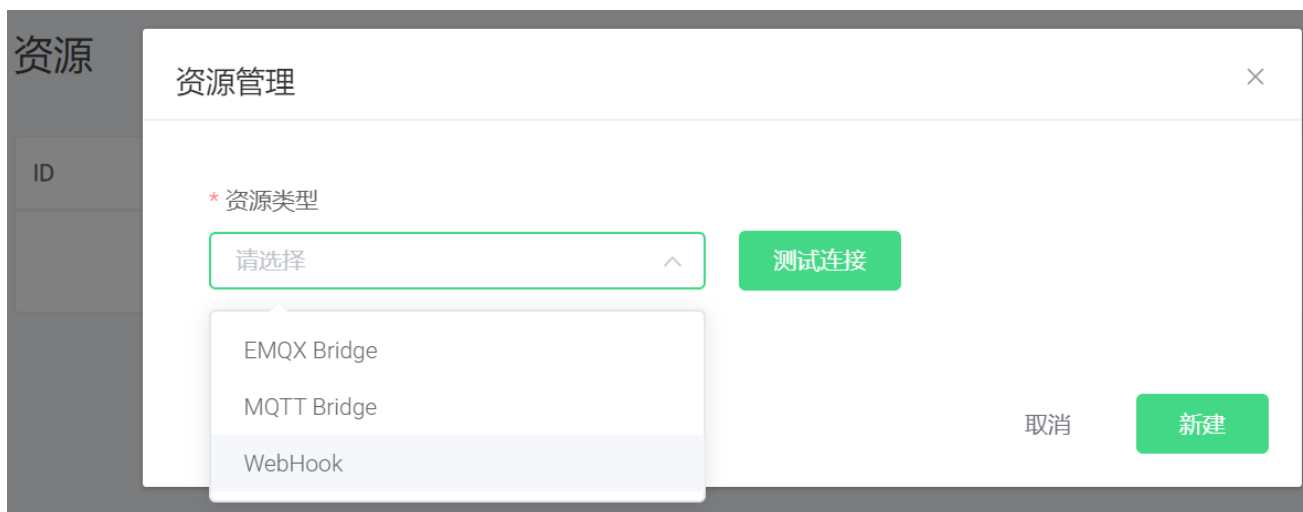 资源
资源管理
ID
* 资源类型
请选择
测试连接
EMQX Bridge
MQTT Bridge
WebHook
取消
新建